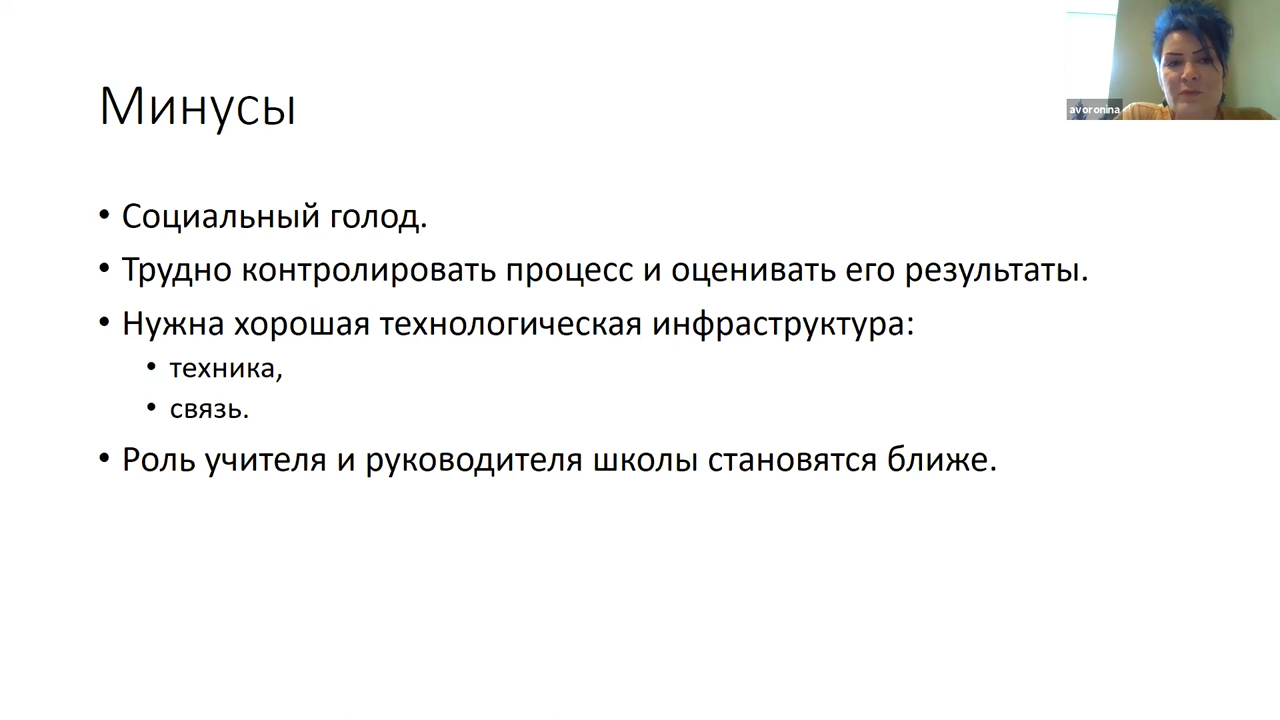 Минусы
avoronina
• Социальный голод.
• Трудно контролировать процесс и оценивать его результаты.
• Нужна хорошая технологическая инфраструктура:
• техника,
• связь.
• Роль учителя и руководителя школы становятся ближе.